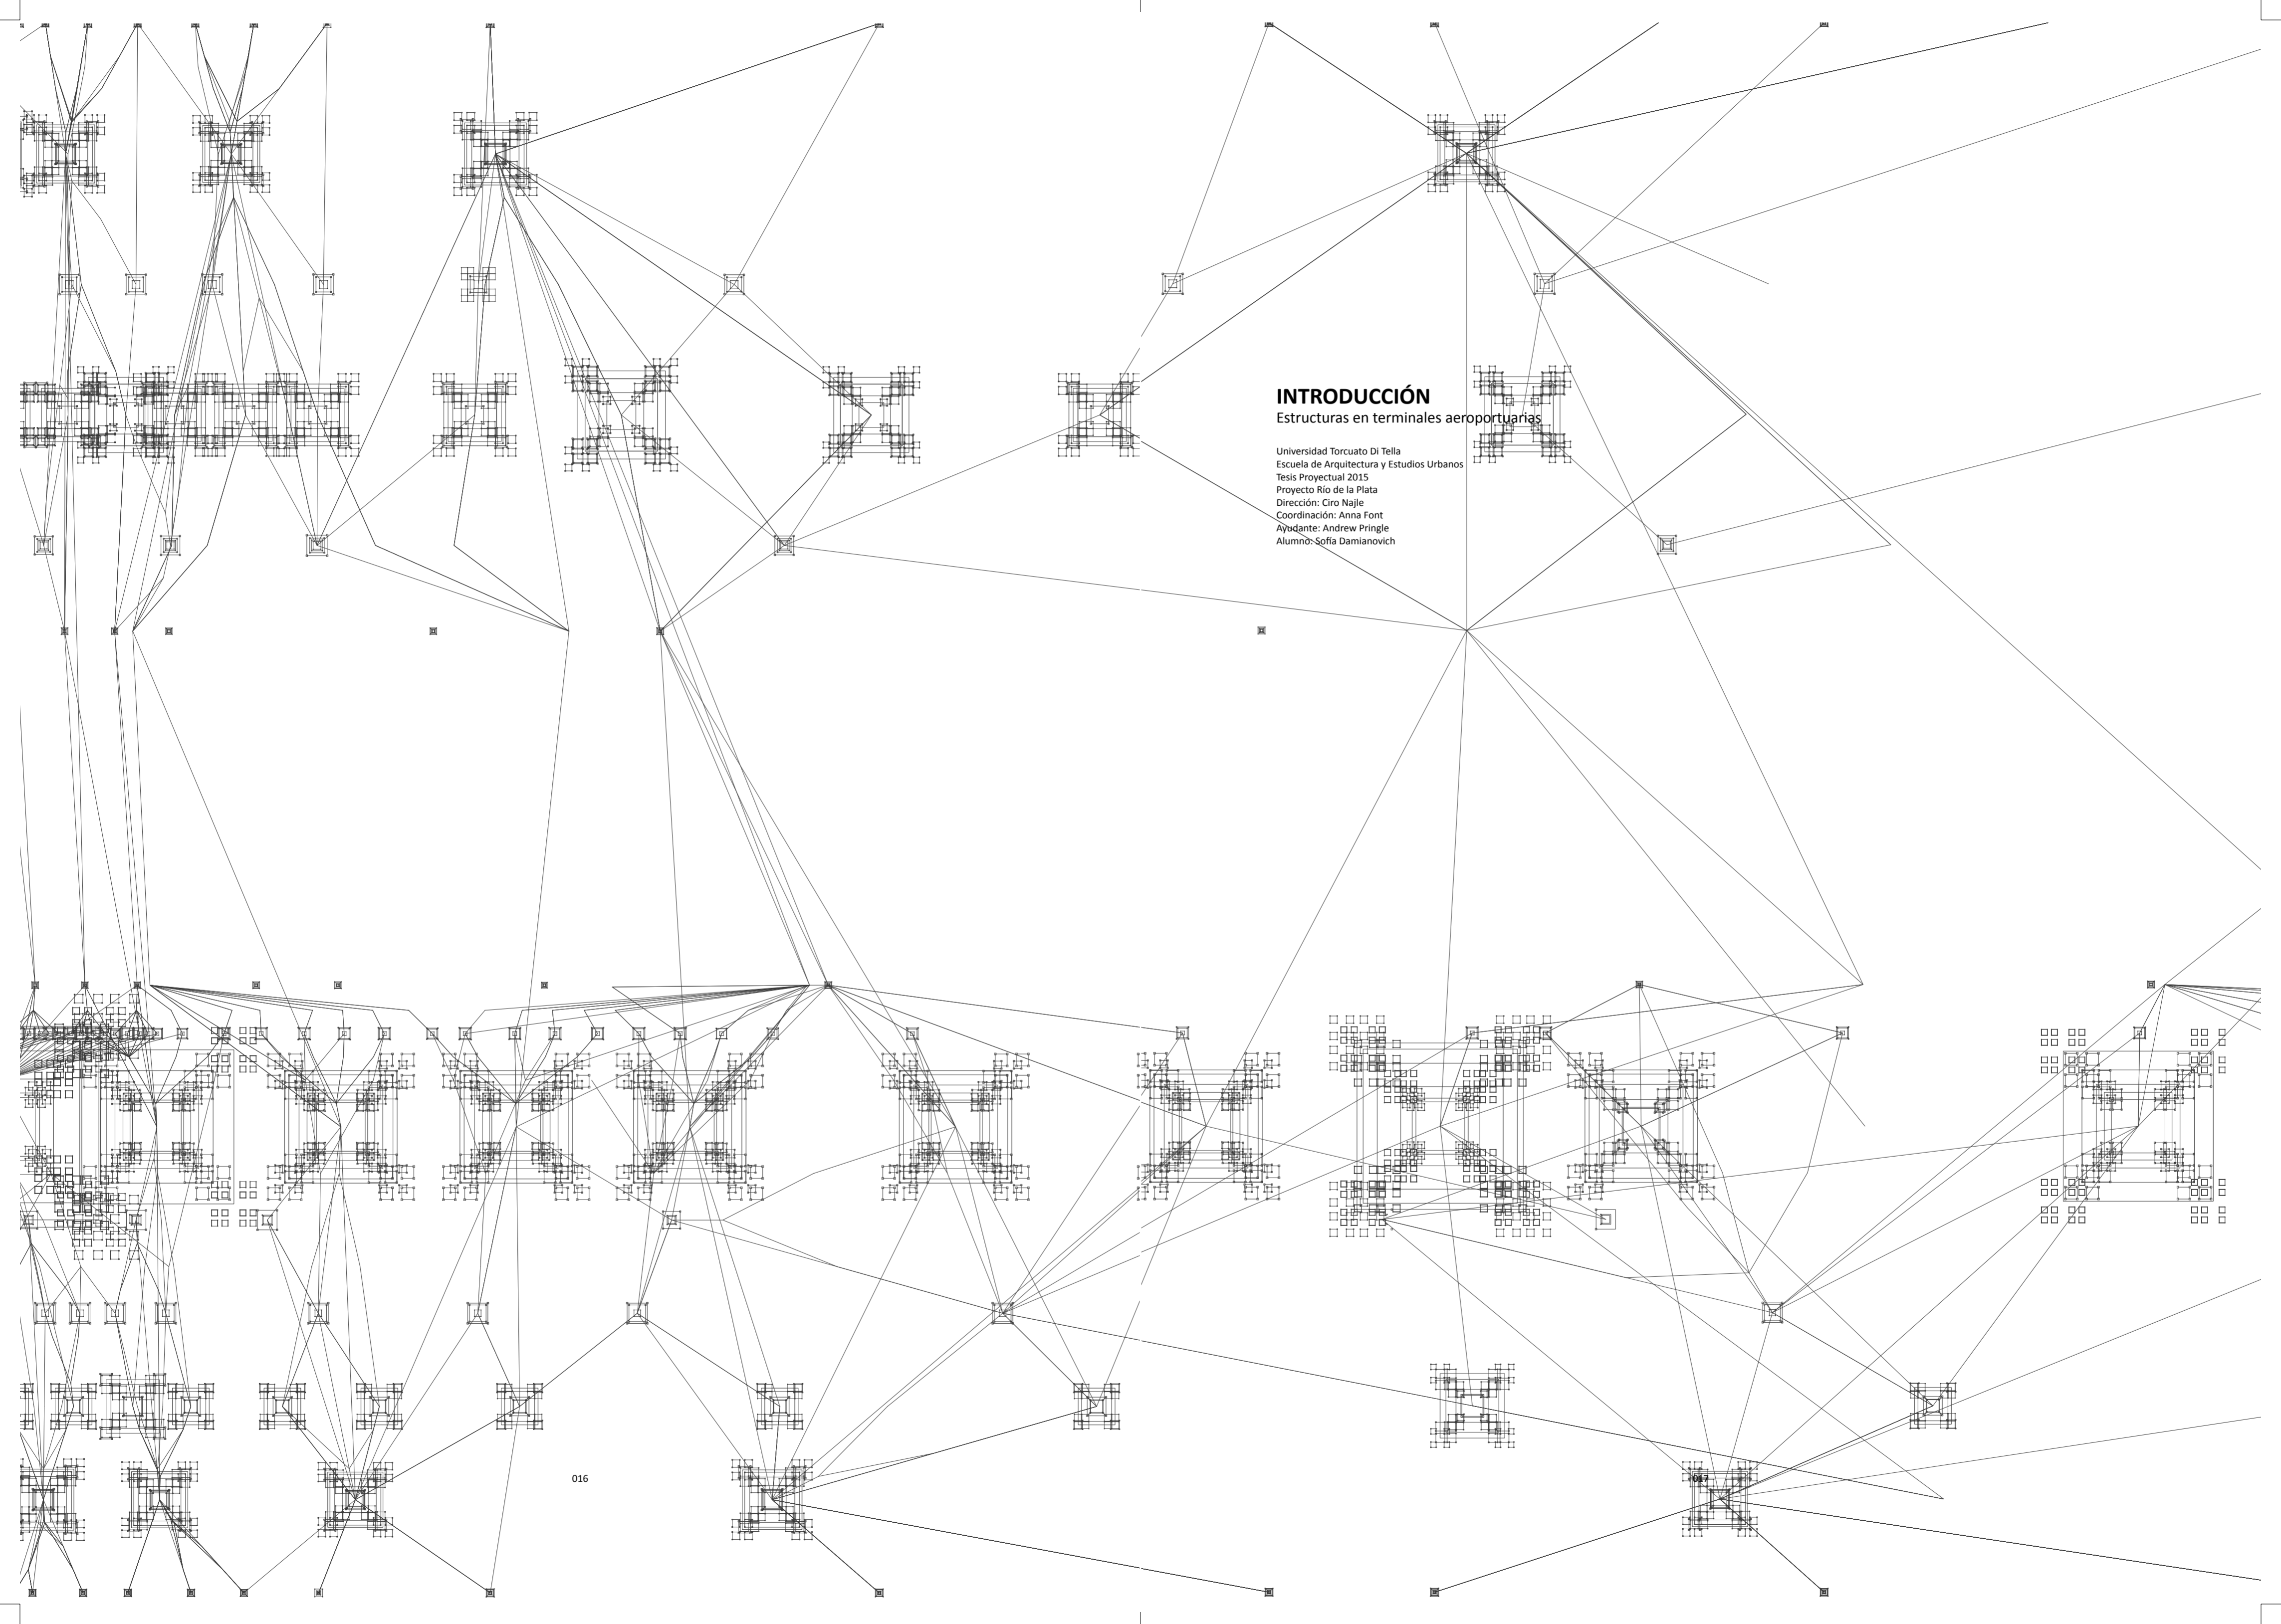 INTRODUCCIÓN
Estructuras en terminales aeroportuarias
Universidad Torcuato Di Tella
Escuela de Arquitectura y Estudios Urbanos
Tesis Proyectual 2015
Proyecto Río de la Plata
Dirección: Ciro Najle
Coordinación: Anna Font
Ayudante: Andrew Pringle
Alumno: Sofía Damianovich
016
017